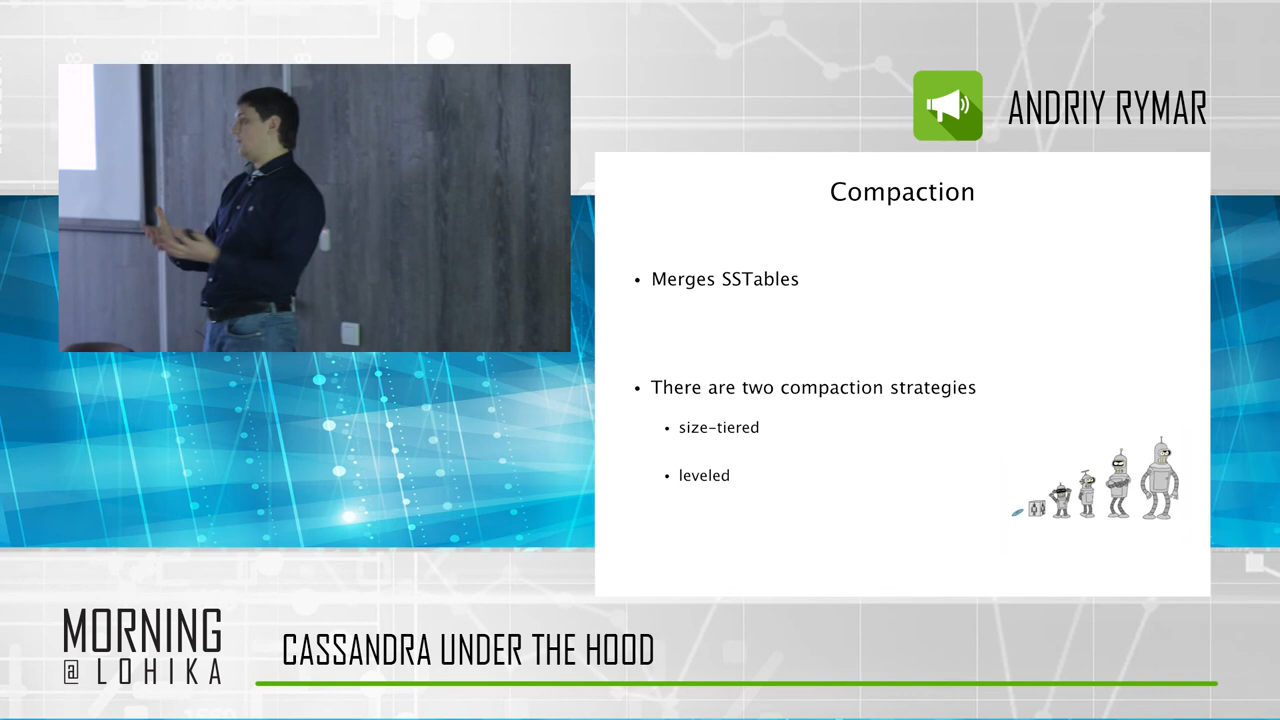 ANDRIY RYMAR
Compaction
• Merges SSTables
• There are two compaction strategies
• size-tiered
• leveled
MORNING
@ LOHIKA
CASSANDRA UNDER THE HOOD